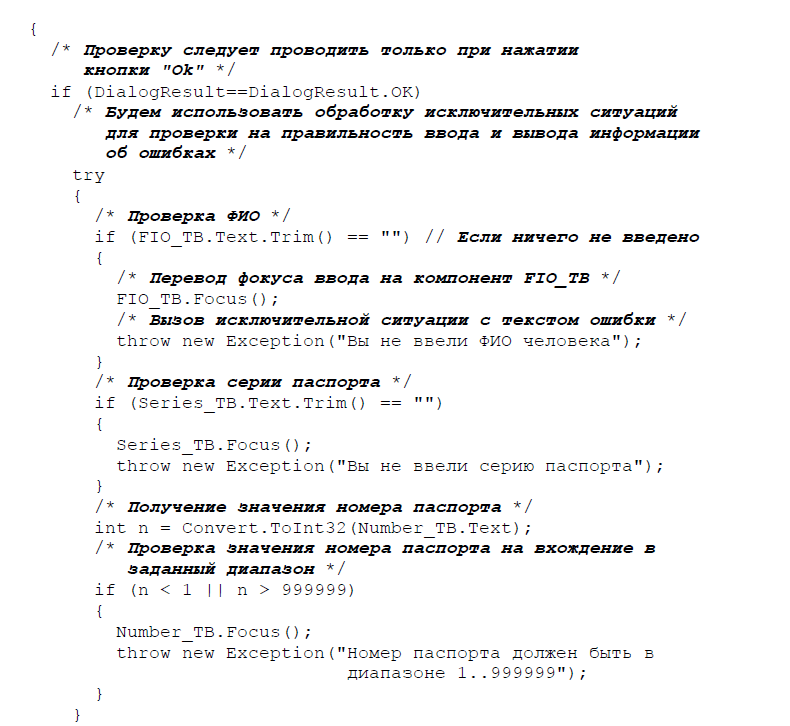 {
/* Проверку следует проводить только при нажатии
кнопки "Ok" */
if (DialogResult==DialogResult.OK)
/* Будем использовать обработку исключительных ситуаций
для проверки на правильность ввода и вывода информации
об ошибках */
try
{
/* Проверка ФИО */
if (FIO_TB.Text.Trim() == "") // Если ничего не введено
{
/* Перевод фокуса ввода на компонент FIO_TB */
FIO_TB.Focus();
/* Вызов исключительной ситуации с текстом ошибки */
throw new Exception("Вы не ввели ФИО человека");
}
/* Проверка серии паспорта */
if (Series_TB.Text.Trim() == "")
{
Series_TB.Focus();
throw new Exception("Вы не ввели серию паспорта");
}
/* Получение значения номера паспорта */
int n = Convert.ToInt32(Number_TB.Text);
/* Проверка значения номера паспорта на вхождение в
заданный диапазон */
if (n < 1 || n > 999999)
{
Number_TB.Focus();
throw new Exception("Номер паспорта должен быть в
диапазоне 1..999999");
}
}